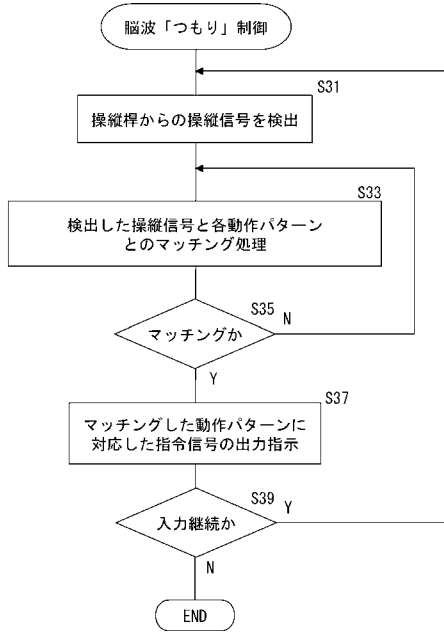 脳波「つもり」制御
S31
操縦桿からの操縦信号を検出
S33
検出した操縦信号と各動作パターン
とのマッチング処理
S35
マッチングか
N
Y
S37
マッチングした動作パターンに
対応した指令信号の出力指示
S39
入力継続か
Y
N
END